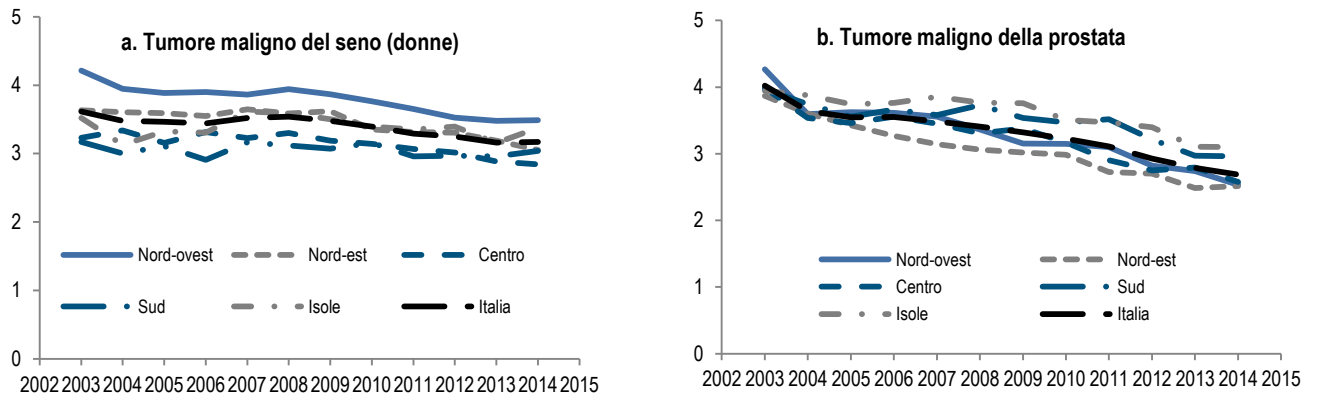 a. Tumore maligno del seno (donne)
5
4
3
2
1
0
Nord-ovest Nord-est Centro
Sud Isole Italia
2002 2003 2004 2005 2006 2007 2008 2009 2010 2011 2012 2013 2014 2015
b. Tumore maligno della prostata
5
4
3
2
1
0
Nord-ovest Nord-est
Centro Sud
Isole Italia
2002 2003 2004 2005 2006 2007 2008 2009 2010 2011 2012 2013 2014 2015